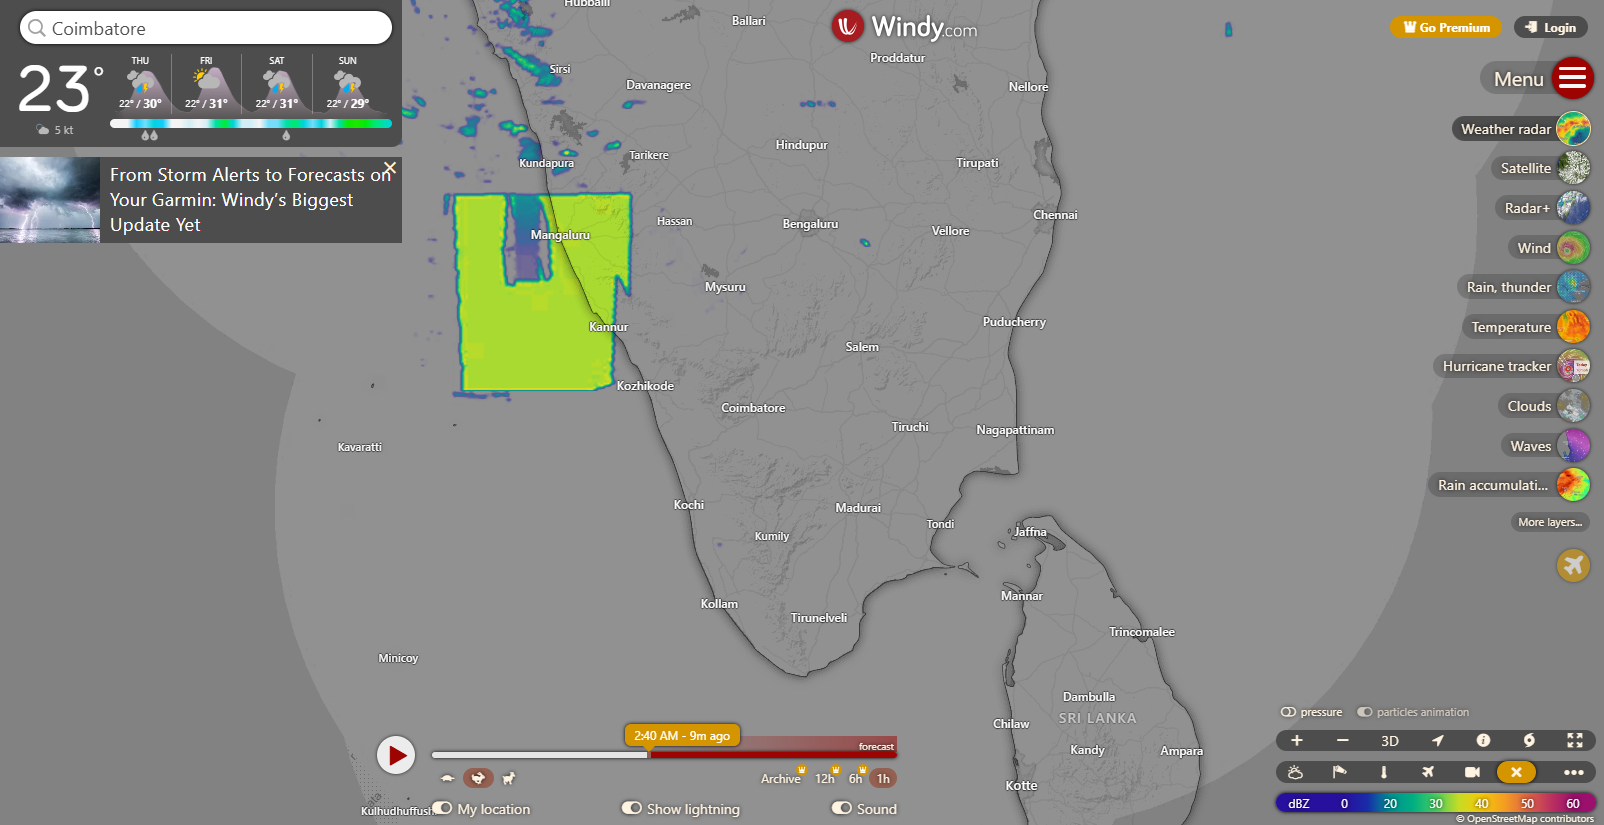 Coimbatore
23°
5 kt
THU FRI SAT SUN
22° / 30° 22° / 31° 22° / 31° 22° / 29°
From Storm Alerts to Forecasts on
Your Garmin: Windy's Biggest
Update Yet
Windy.com
Go Premium
Login
Menu
Weather radar
Satellite
Radar+
Wind
Rain, thunder
Temperature
Hurricane tracker
Clouds
Waves
Rain accumulati...
More layers...
Hubballi
Ballari
Proddatur
Sirsi
Davanagere
Nellore
Hindupur
Tarikere
Kundapura
Tirupati
Chennai
Hassan
Bengaluru
Vellore
Mangaluru
Mysuru
Puducherry
Kannur
Salem
Kozhikode
Coimbatore
Tiruchi
Nagapattinam
Kavaratti
Kochi
Madurai
Tondi
Jaffna
Kumily
Mannar
Kollam
Tirunelveli
Trincomalee
Minicoy
Dambulla
Chilaw
SRI LANKA
Kandy
Ampara
Kotte
Kulhudhuffush
2:40 AM - 9m ago
forecast
Archive 12h 6h 1h
My location
Show lightning
Sound
pressure
particles animation
+ − 3D
dBZ 0 20 30 40 50 60
© OpenStreetMap contributors